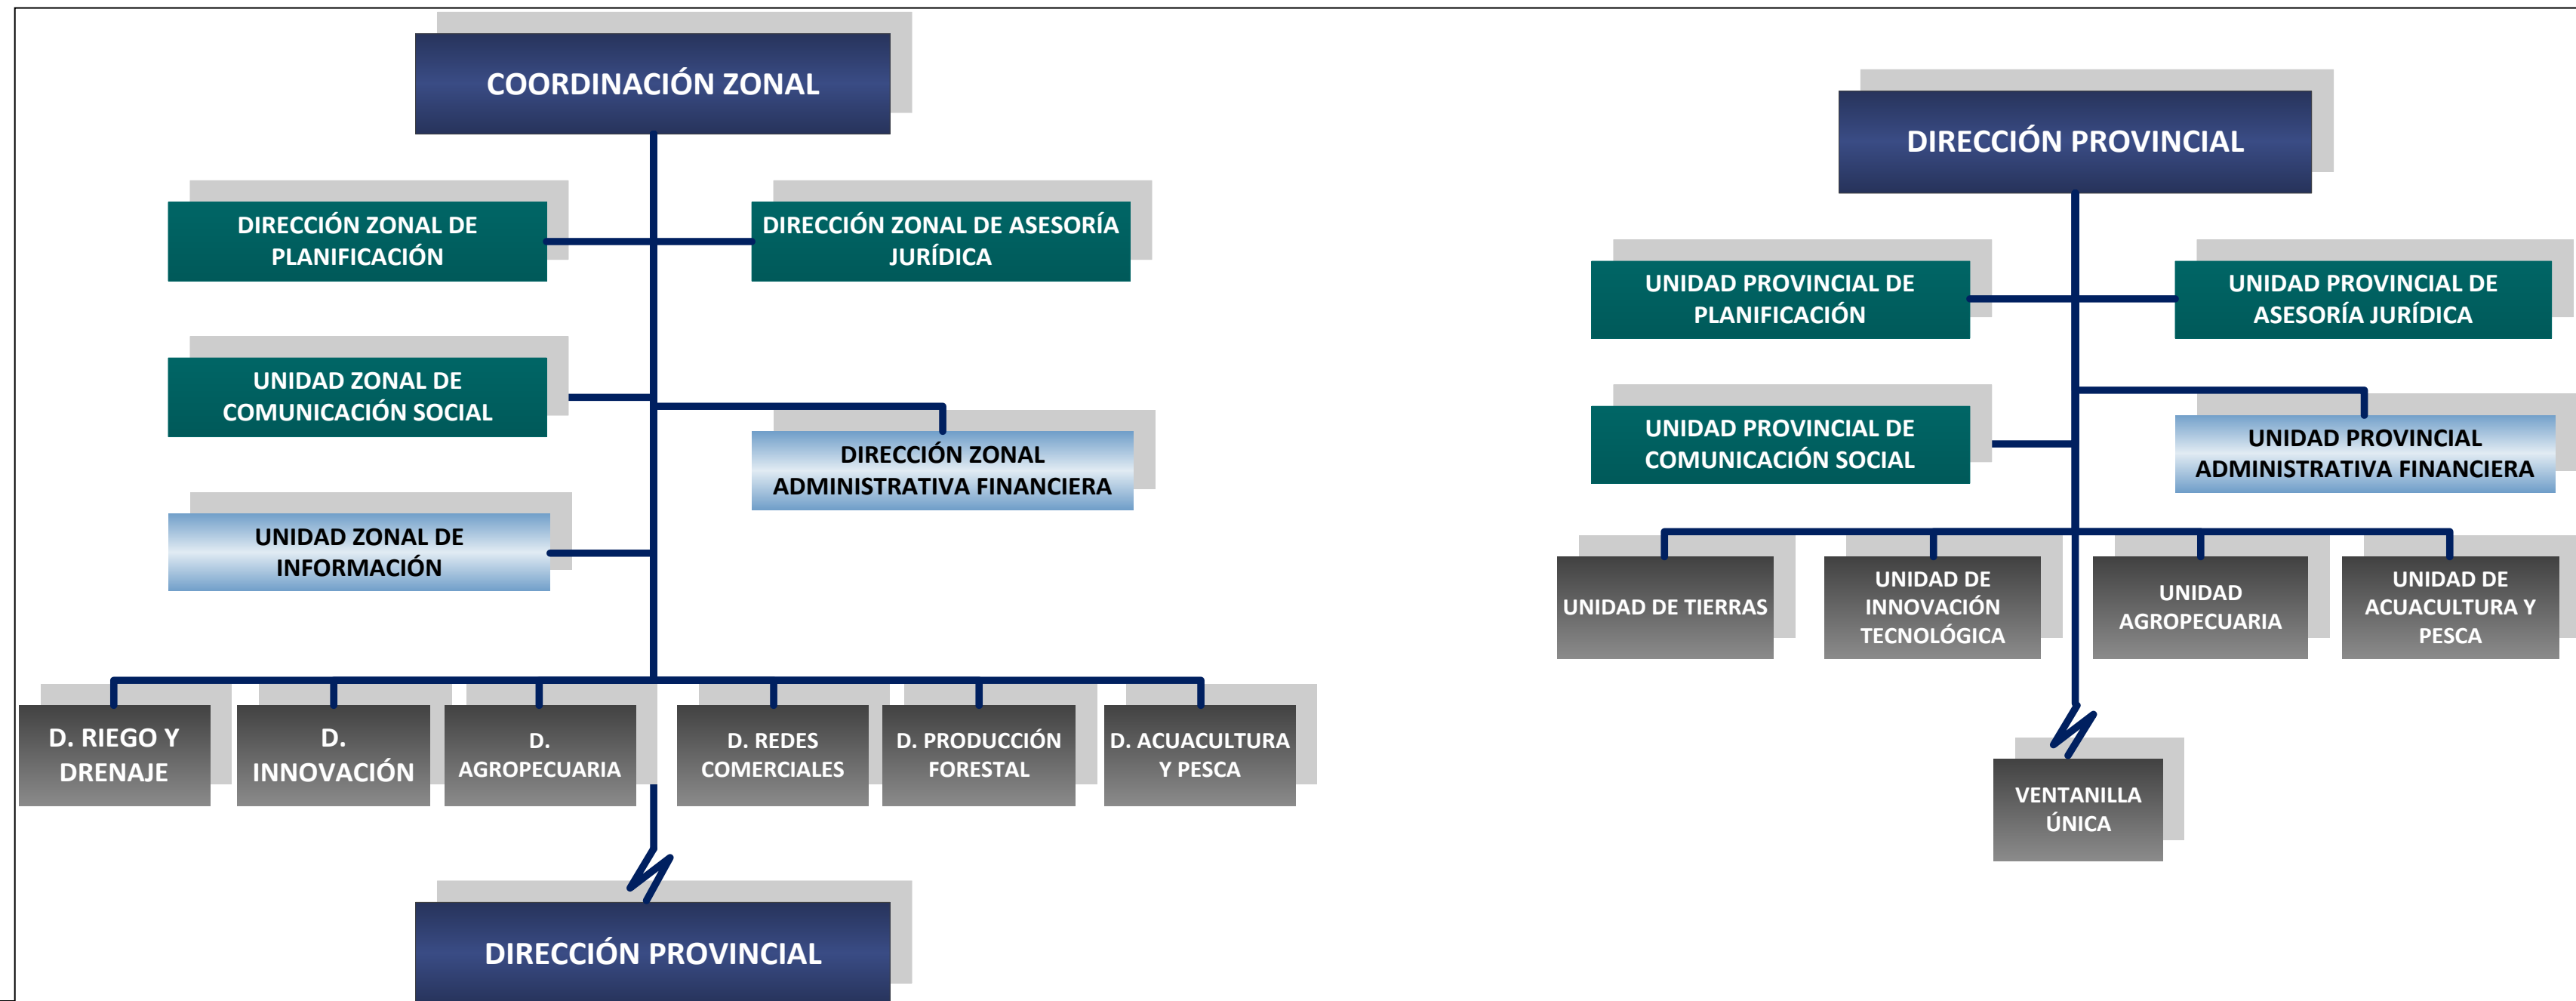 COORDINACIÓN ZONAL
DIRECCIÓN ZONAL DE
PLANIFICACIÓN
DIRECCIÓN ZONAL DE ASESORÍA
JURÍDICA
UNIDAD ZONAL DE
COMUNICACIÓN SOCIAL
DIRECCIÓN ZONAL
ADMINISTRATIVA FINANCIERA
UNIDAD ZONAL DE
INFORMACIÓN
D. RIEGO Y
DRENAJE
D.
INNOVACIÓN
D.
AGROPECUARIA
D. REDES
COMERCIALES
D. PRODUCCIÓN
FORESTAL
D. ACUACULTURA
Y PESCA
DIRECCIÓN PROVINCIAL
DIRECCIÓN PROVINCIAL
UNIDAD PROVINCIAL DE
PLANIFICACIÓN
UNIDAD PROVINCIAL DE
ASESORÍA JURÍDICA
UNIDAD PROVINCIAL DE
COMUNICACIÓN SOCIAL
UNIDAD PROVINCIAL
ADMINISTRATIVA FINANCIERA
UNIDAD DE TIERRAS
UNIDAD DE
INNOVACIÓN
TECNOLÓGICA
UNIDAD
AGROPECUARIA
UNIDAD DE
ACUACULTURA Y
PESCA
VENTANILLA
ÚNICA